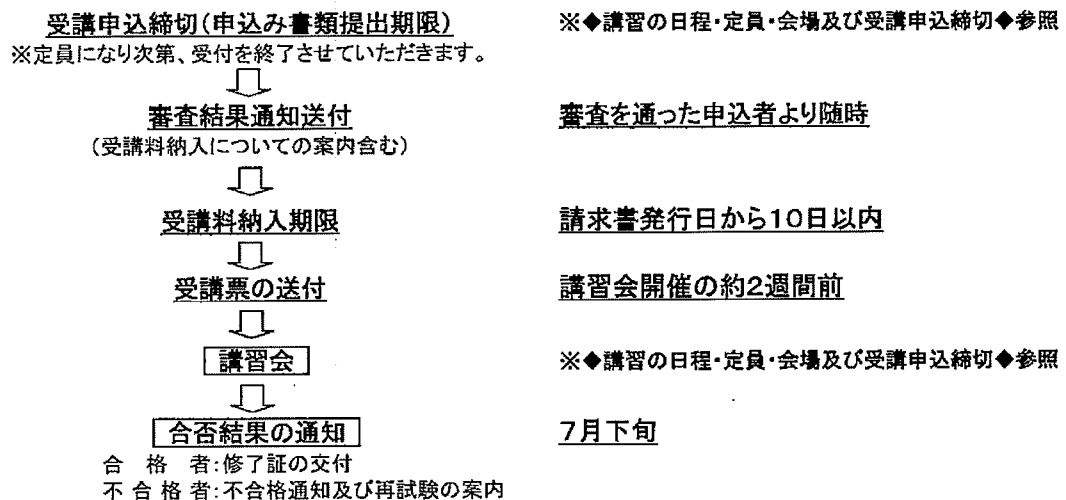 受講申込締切(申込み書類提出期限) ※◆講習の日程・定員・会場及び受講申込締切◆参照
※定員になり次第、受付を終了させていただきます。
審査結果通知送付 審査を通った申込者より随時
(受講料納入についての案内含む)
受講料納入期限 請求書発行日から10日以内
受講票の送付 講習会開催の約2週間前
講習会 ※◆講習の日程・定員・会場及び受講申込締切◆参照
合否結果の通知 7月下旬
合格者:修了証の交付
不合格者:不合格通知及び再試験の案内